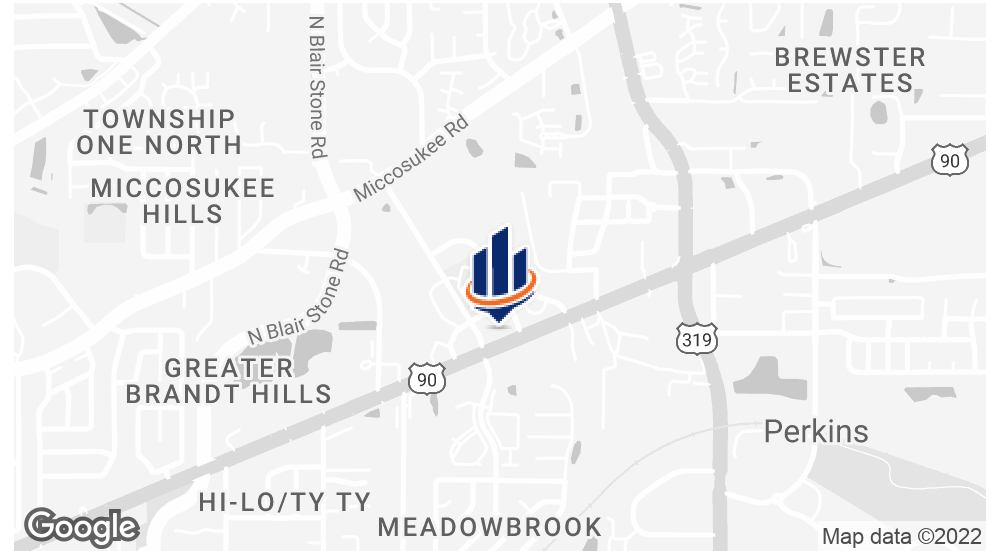 N Blair Stone Rd
BREWSTER
ESTATES
TOWNSHIP
ONE NORTH
Miccosukee Rd
90
MICCOSUKEE
HILLS
N Blair Stone Rd
319
GREATER
BRANDT HILLS
90
Perkins
HI-LO/TY TY
MEADOWBROOK
Google
Map data ©2022